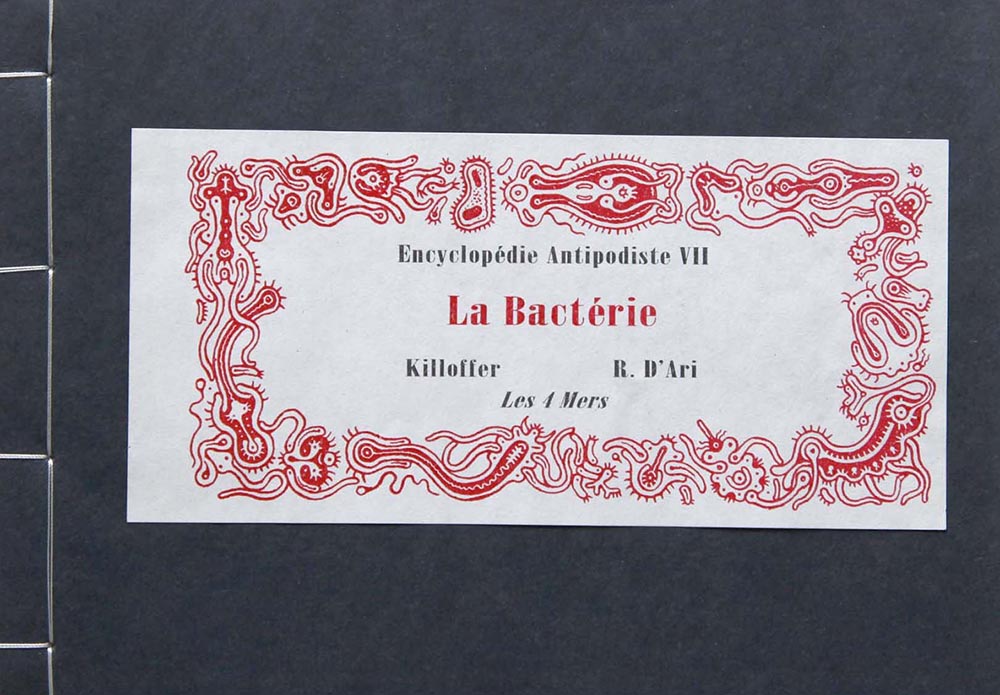 Encyclopédie Antipodiste VII
La Bactérie
Killoffer R. D'Ari
Les 4 Mers